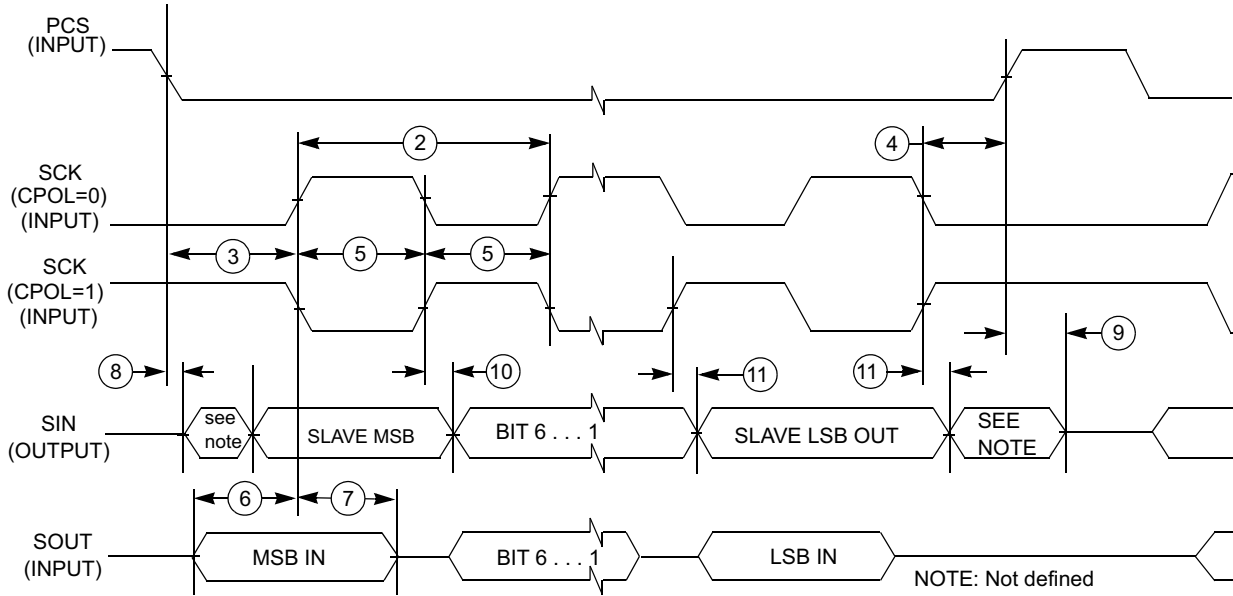 PCS
(INPUT)
2
4
SCK
(CPOL=0)
(INPUT)
3
5
5
SCK
(CPOL=1)
(INPUT)
8
10
11
11
9
SIN
(OUTPUT)
see
note
SLAVE MSB
BIT 6 . . . 1
SLAVE LSB OUT
SEE
NOTE
6
7
SOUT
(INPUT)
MSB IN
BIT 6 . . . 1
LSB IN
NOTE: Not defined